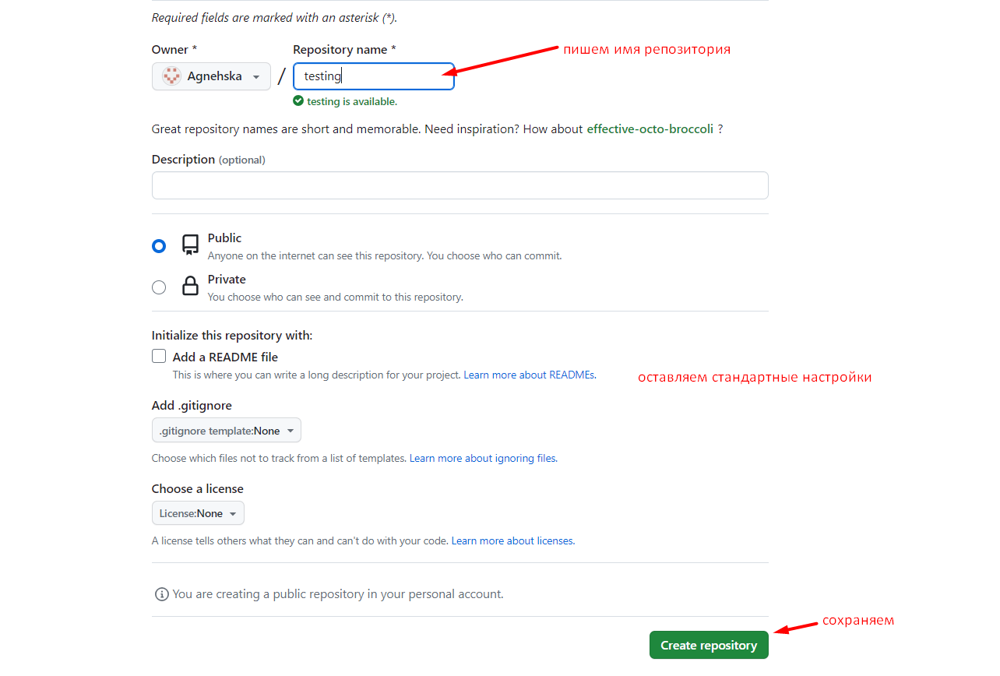 Required fields are marked with an asterisk (*).
Owner *
Repository name *
пишем имя репозитория
Agnehska
/
testing
testing is available.
Great repository names are short and memorable. Need inspiration? How about effective-octo-broccoli ?
Description (optional)
Public
Anyone on the internet can see this repository. You choose who can commit.
Private
You choose who can see and commit to this repository.
Initialize this repository with:
Add a README file
This is where you can write a long description for your project. Learn more about READMEs.
оставляем стандартные настройки
Add .gitignore
.gitignore template:None
Choose which files not to track from a list of templates. Learn more about ignoring files.
Choose a license
License:None
A license tells others what they can and can't do with your code. Learn more about licenses.
You are creating a public repository in your personal account.
сохраняем
Create repository